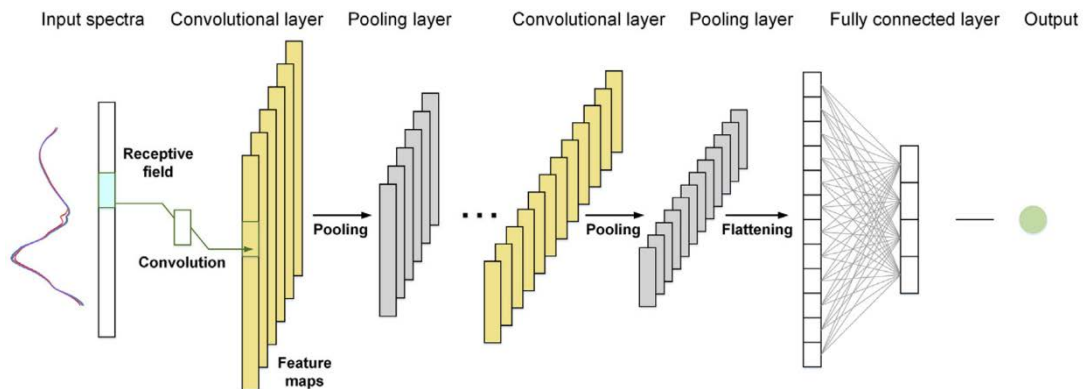 Input spectra
Convolutional layer
Pooling layer
Convolutional layer
Pooling layer
Fully connected layer
Output
Receptive
field
Convolution
Feature
maps
Pooling
...
Pooling
Flattening